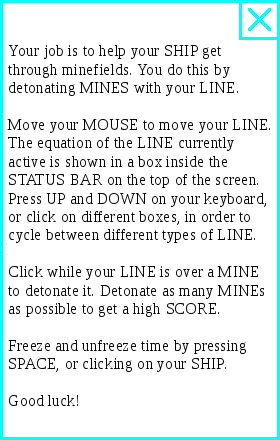 Your job is to help your SHIP get
through minefields. You do this by
detonating MINES with your LINE.
Move your MOUSE to move your LINE.
The equation of the LINE currently
active is shown in a box inside the
STATUS BAR on the top of the screen.
Press UP and DOWN on your keyboard,
or click on different boxes, in order to
cycle between different types of LINE.
Click while your LINE is over a MINE
to detonate it. Detonate as many MINEs
as possible to get a high SCORE.
Freeze and unfreeze time by pressing
SPACE, or clicking on your SHIP.
Good luck!